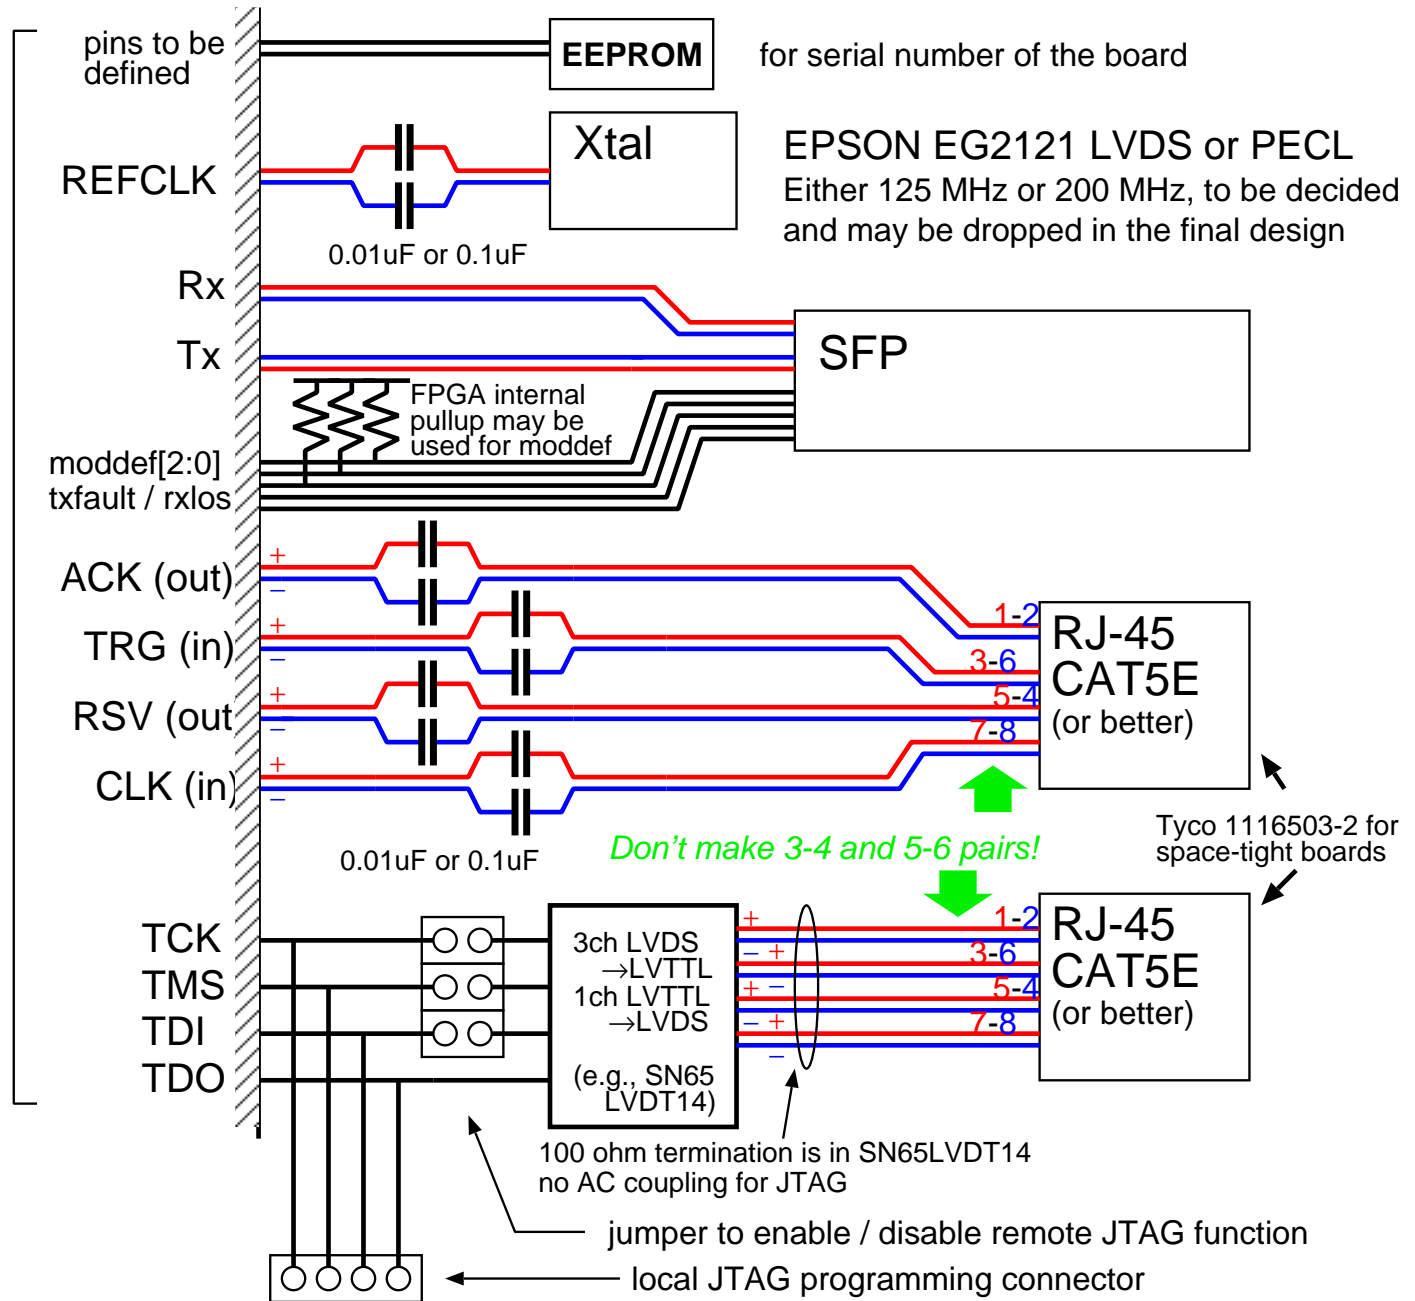 pins to be
defined
EEPROM
for serial number of the board
Xtal
EPSON EG2121 LVDS or PECL
Either 125 MHz or 200 MHz, to be decided
and may be dropped in the final design
REFCLK
0.01uF or 0.1uF
Rx
Tx
SFP
FPGA internal
pullup may be
used for moddef
moddef[2:0]
txfault / rxlos
ACK (out)
+
−
TRG (in)
+
−
RSV (out
+
−
CLK (in)
+
−
1-2
3-6
5-4
7-8
RJ-45
CAT5E
(or better)
0.01uF or 0.1uF
Don't make 3-4 and 5-6 pairs!
Tyco 1116503-2 for
space-tight boards
TCK
TMS
TDI
TDO
3ch LVDS
→LVTTL
1ch LVTTL
→LVDS
(e.g., SN65
LVDT14)
+
− +
+ −
− +
−
1-2
3-6
5-4
7-8
RJ-45
CAT5E
(or better)
100 ohm termination is in SN65LVDT14
no AC coupling for JTAG
jumper to enable / disable remote JTAG function
local JTAG programming connector